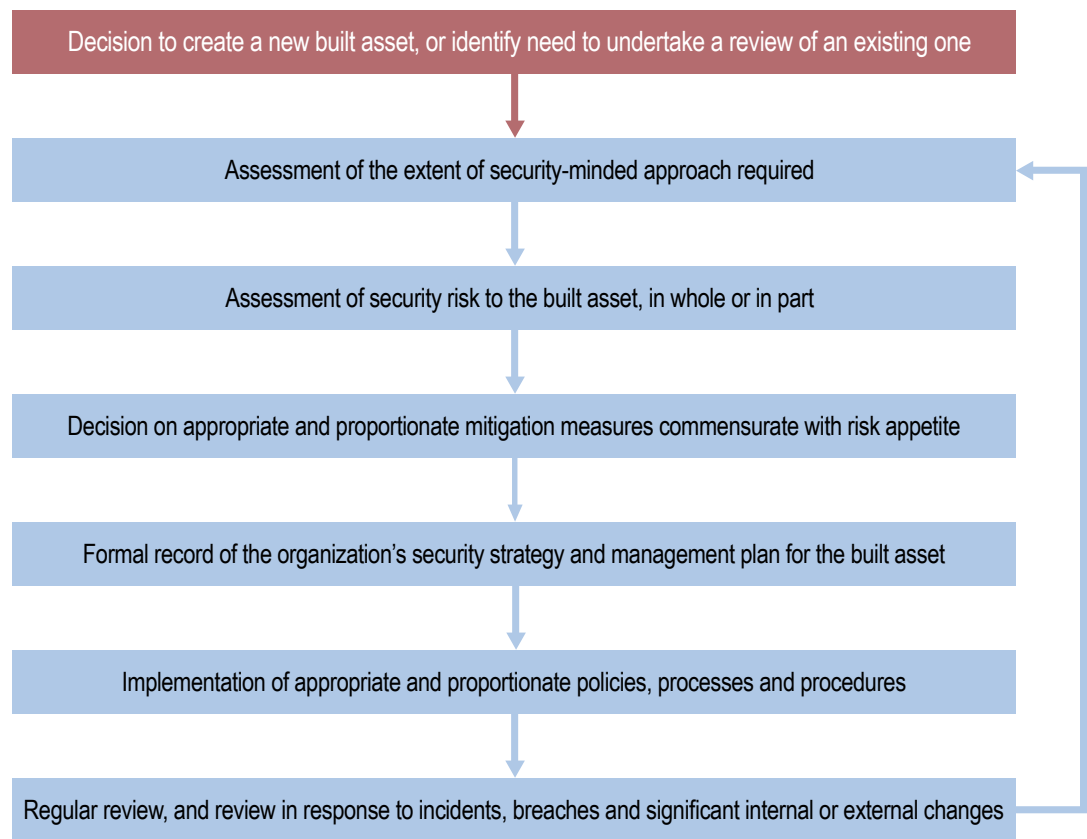 Decision to create a new built asset, or identify need to undertake a review of an existing one
Assessment of the extent of security-minded approach required
Assessment of security risk to the built asset, in whole or in part
Decision on appropriate and proportionate mitigation measures commensurate with risk appetite
Formal record of the organization’s security strategy and management plan for the built asset
Implementation of appropriate and proportionate policies, processes and procedures
Regular review, and review in response to incidents, breaches and significant internal or external changes